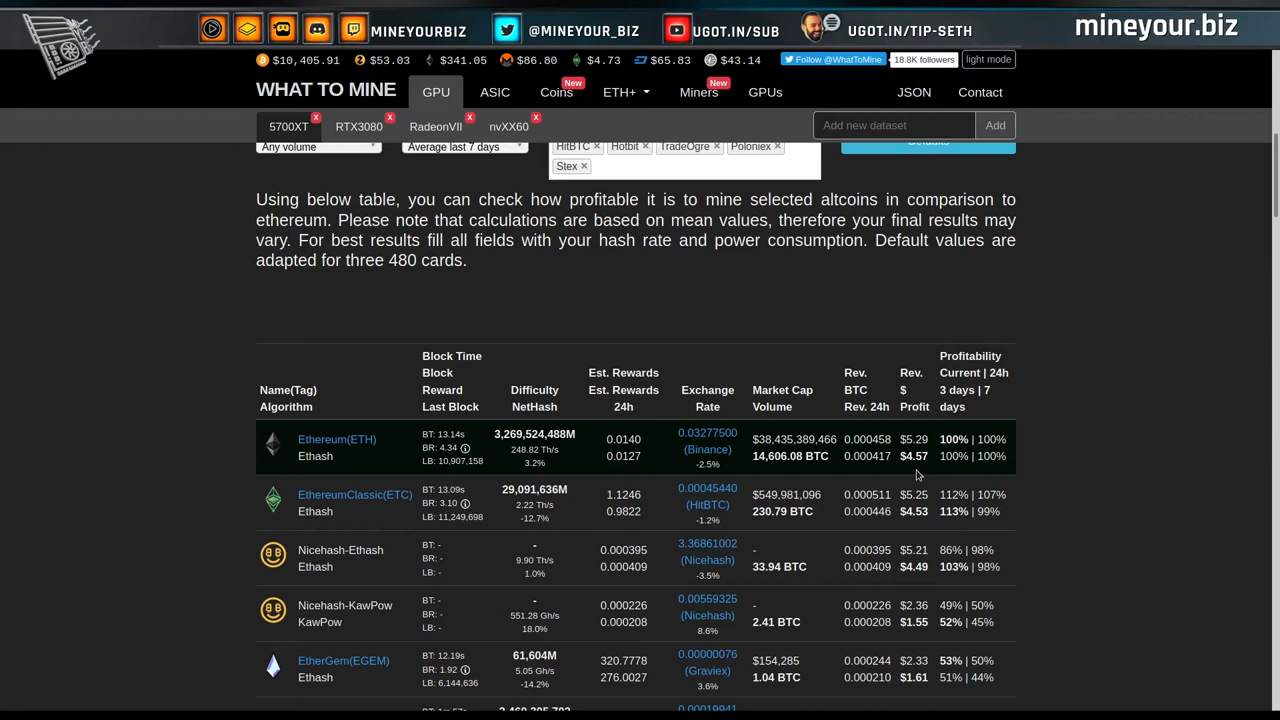 MINEYOURBIZ @MINEYOUR_BIZ UGOT.IN/SUB UGOT.IN/TIP-SETH mineyour.biz
$10,405.91 $53.03 $341.05 $86.80 $4.73 $65.83 $43.14 Follow @WhatToMine 18.8K followers light mode
WHAT TO MINE GPU ASIC Coins New ETH+ Miners New GPUs JSON Contact
5700XT X RTX3080 X RadeonVII X nvXX60 X Add new dataset Add
Any volume Average last 7 days HitBTC × Hotbit × TradeOgre × Poloniex × Defaults
Stex ×
Using below table, you can check how profitable it is to mine selected altcoins in comparison to
ethereum. Please note that calculations are based on mean values, therefore your final results may
vary. For best results fill all fields with your hash rate and power consumption. Default values are
adapted for three 480 cards.
Name(Tag)
Algorithm
Block Time
Block
Reward
Last Block
Difficulty
NetHash
Est. Rewards
Est. Rewards
24h
Exchange
Rate
Market Cap
Volume
Rev.
BTC
Rev. 24h
Rev.
$
Profit
Profitability
Current | 24h
3 days | 7
days
Ethereum(ETH)
Ethash
BT: 13.14s
BR: 4.34
LB: 10,907,158
3,269,524,488M
248.82 Th/s
3.2%
0.0140
0.0127
0.03277500
(Binance)
-2.5%
$38,435,389,466
14,606.08 BTC
0.000458
0.000417
$5.29
$4.57
100% | 100%
100% | 100%
EthereumClassic(ETC)
Ethash
BT: 13.09s
BR: 3.10
LB: 11,249,698
29,091,636M
2.22 Th/s
-12.7%
1.1246
0.9822
0.00045440
(HitBTC)
-1.2%
$549,981,096
230.79 BTC
0.000511
0.000446
$5.25
$4.53
112% | 107%
113% | 99%
Nicehash-Ethash
Ethash
BT: -
BR: -
LB: -
-
9.90 Th/s
1.0%
0.000395
0.000409
3.36861002
(Nicehash)
-3.5%
-
33.94 BTC
0.000395
0.000409
$5.21
$4.49
86% | 98%
103% | 98%
Nicehash-KawPow
KawPow
BT: -
BR: -
LB: -
-
551.28 Gh/s
18.0%
0.000226
0.000208
0.00559325
(Nicehash)
8.6%
-
2.41 BTC
0.000226
0.000208
$2.36
$1.55
49% | 50%
52% | 45%
EtherGem(EGEM)
Ethash
BT: 12.19s
BR: 1.92
LB: 6,144,636
61,604M
5.05 Gh/s
-14.2%
320.7778
276.0027
0.00000076
(Graviex)
3.6%
$154,285
1.04 BTC
0.000244
0.000210
$2.33
$1.61
53% | 50%
51% | 44%